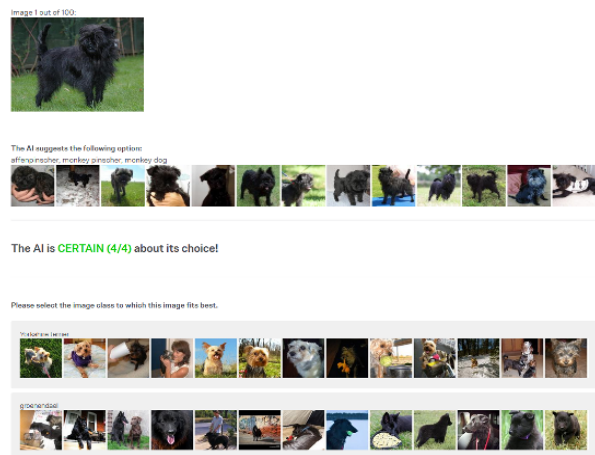 Image 1 out of 100:
The AI suggests the following option:
affenpinscher, monkey pinscher, monkey dog
The AI is CERTAIN (4/4) about its choice!
Please select the image class to which this image fits best.
Yorkshire terrier
groenendael